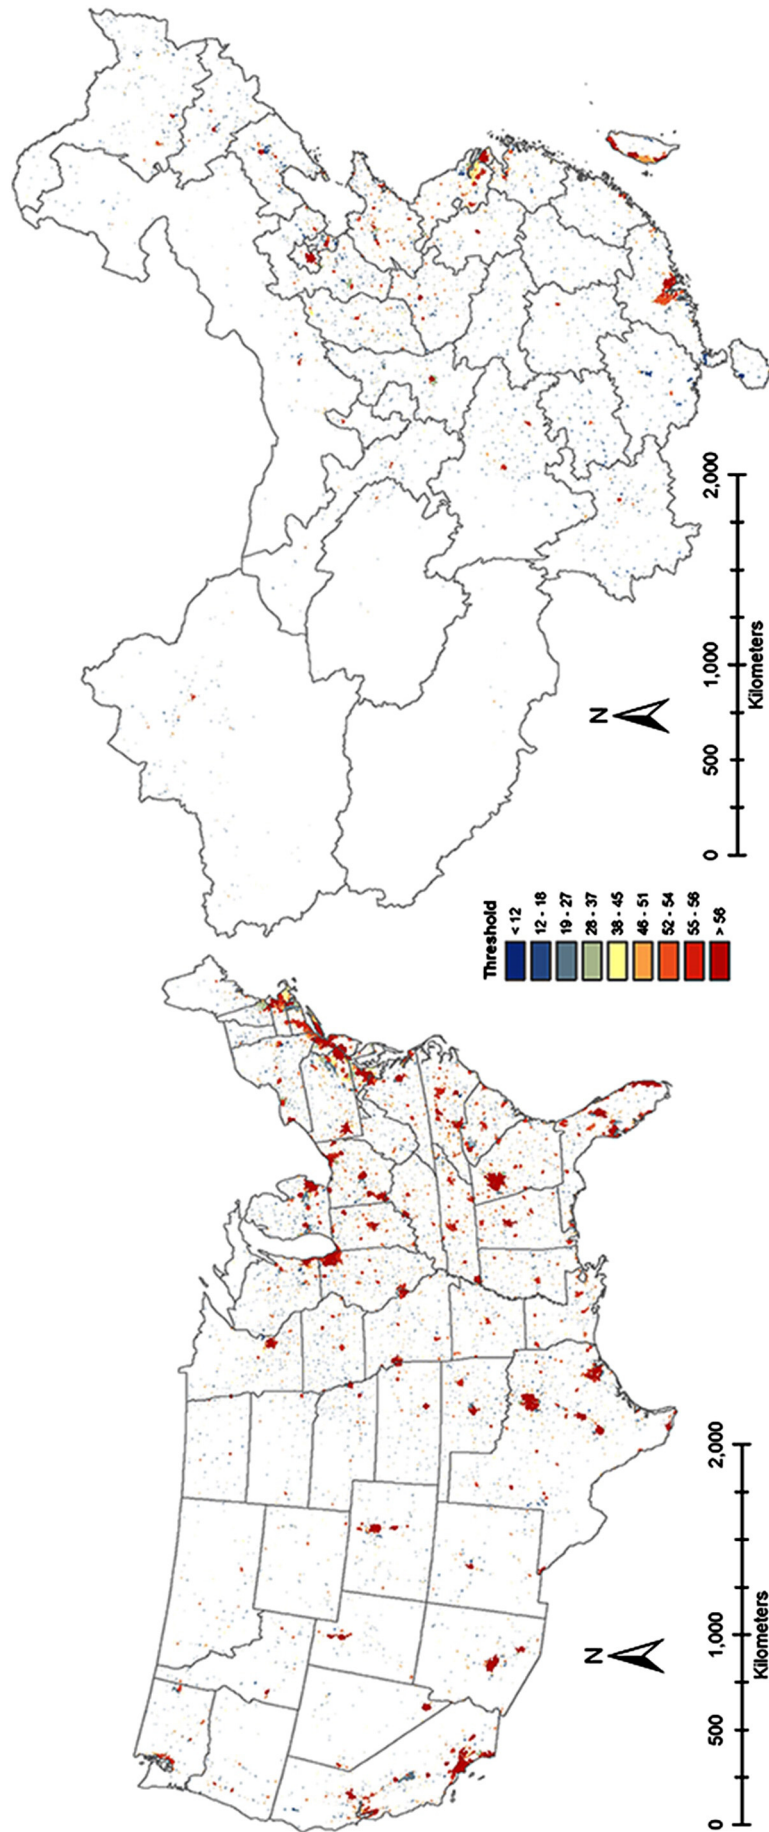 N
0 500 1,000 2,000
Kilometers
Threshold
< 12
12 - 18
19 - 27
28 - 37
38 - 45
46 - 51
52 - 54
55 - 56
> 56
N
0 500 1,000 2,000
Kilometers